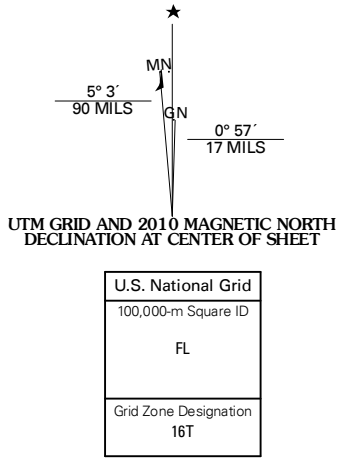 ★
MN
5° 3´
90 MILS
GN
0° 57´
17 MILS
UTM GRID AND 2010 MAGNETIC NORTH
DECLINATION AT CENTER OF SHEET
U.S. National Grid
100,000-m Square ID
FL
Grid Zone Designation
16T